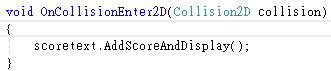 void OnCollisionEnter2D(Collision2D collision)
{
    scoretext.AddScoreAndDisplay();
}